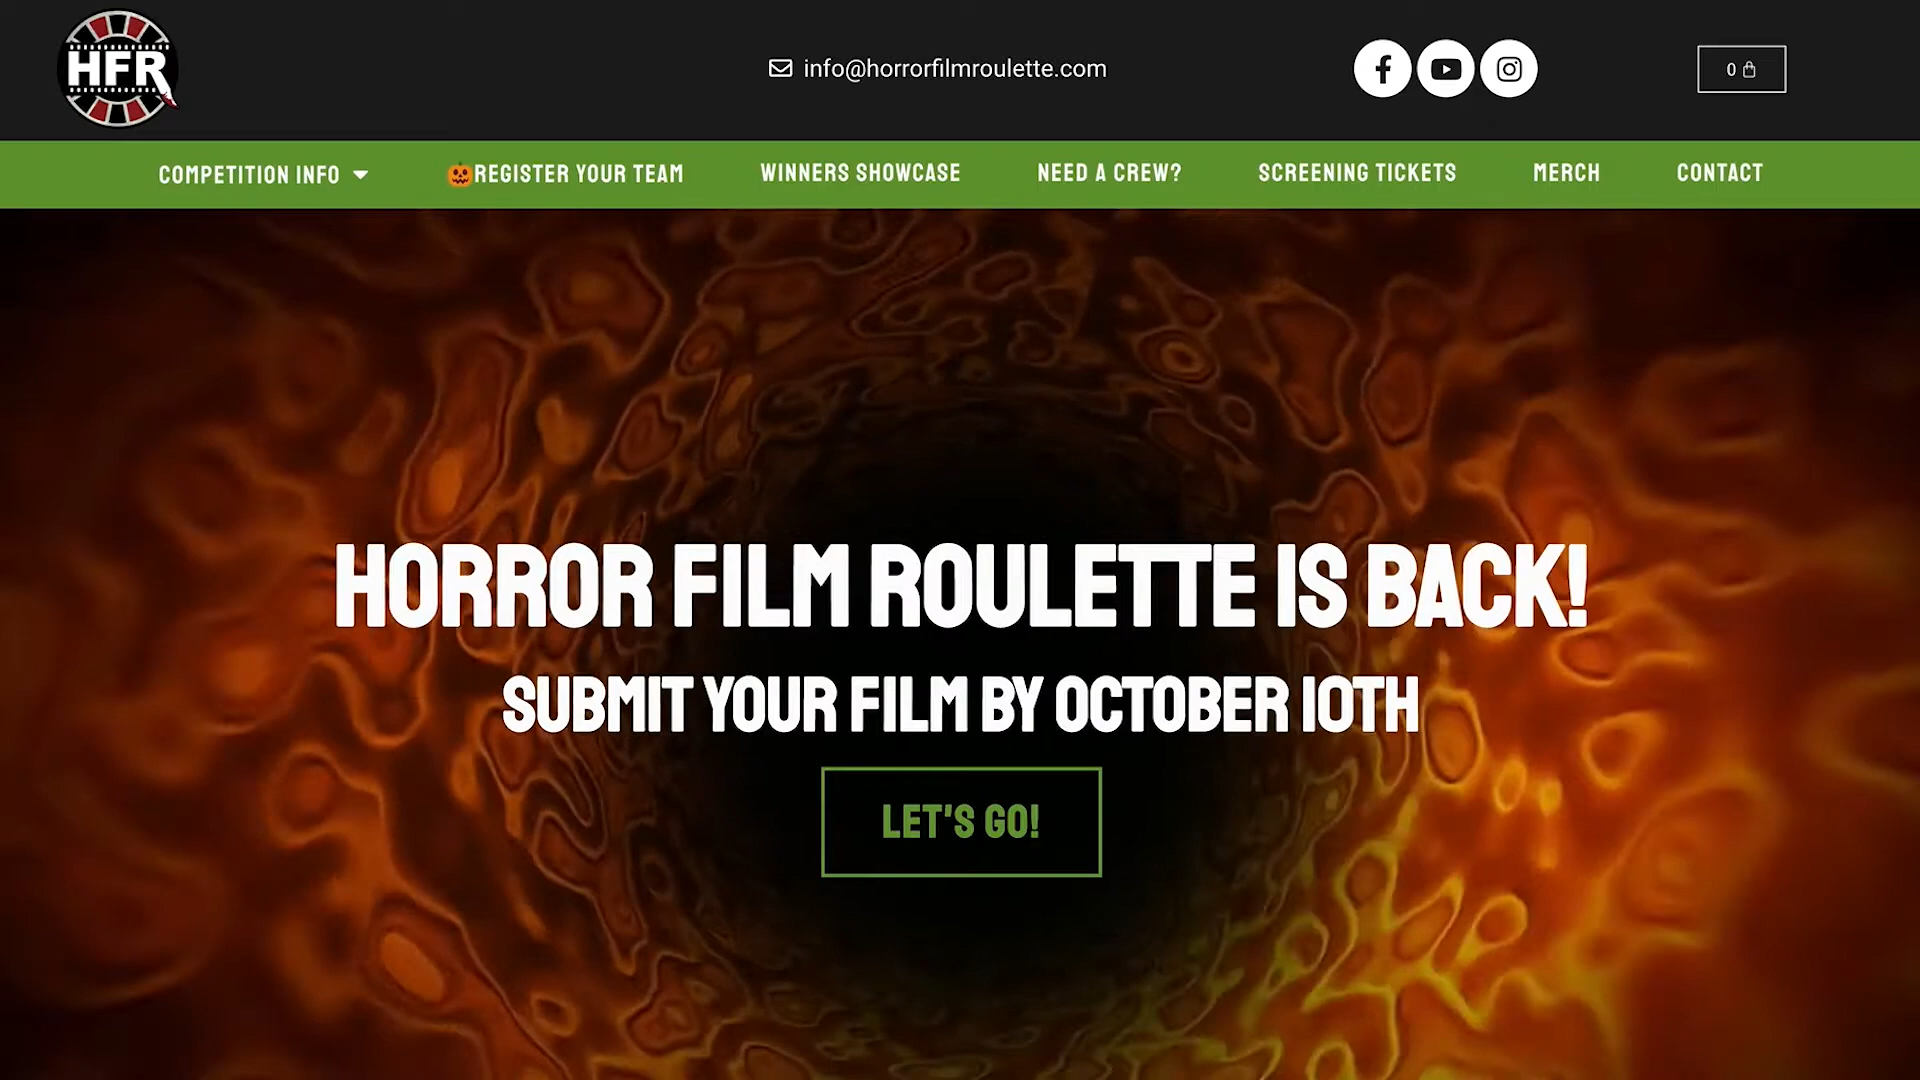 HFR
info@horrorfilmroulette.com
0
COMPETITION INFO
REGISTER YOUR TEAM
WINNERS SHOWCASE
NEED A CREW?
SCREENING TICKETS
MERCH
CONTACT
HORROR FILM ROULETTE IS BACK!
SUBMIT YOUR FILM BY OCTOBER 10TH
LET'S GO!